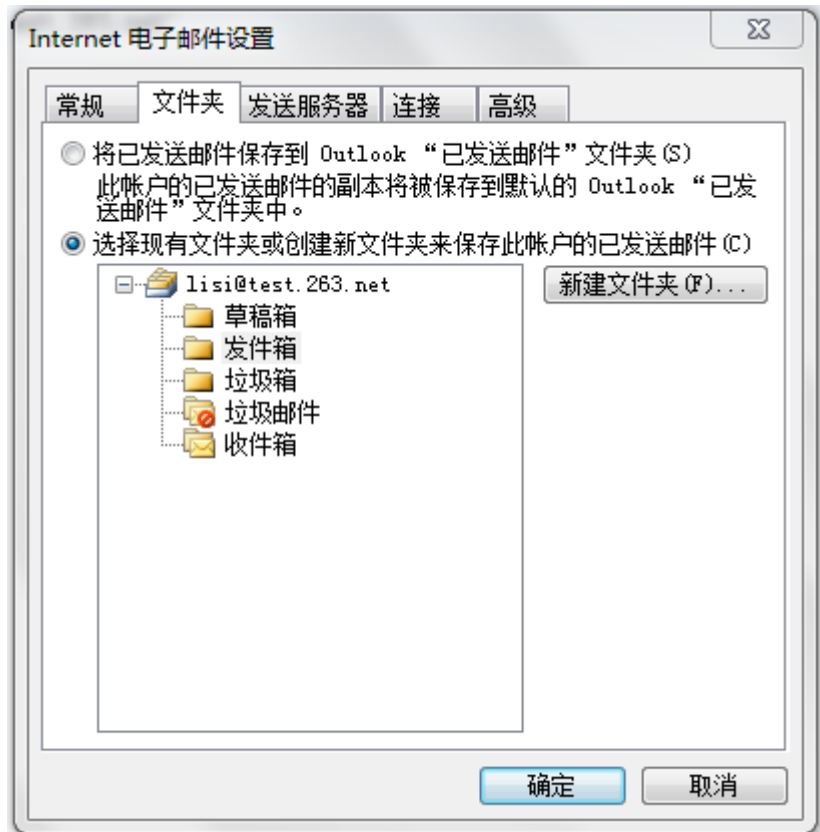 Internet 电子邮件设置
常规 文件夹 发送服务器 连接 高级
将已发送邮件保存到 Outlook “已发送邮件”文件夹(S)
此帐户的已发送邮件的副本将被保存到默认的 Outlook “已发
送邮件”文件夹中。
选择现有文件夹或创建新文件夹来保存此帐户的已发送邮件(C)
lisi@test.263.net 新建文件夹(F)...
草稿箱
发件箱
垃圾箱
垃圾邮件
收件箱
确定 取消